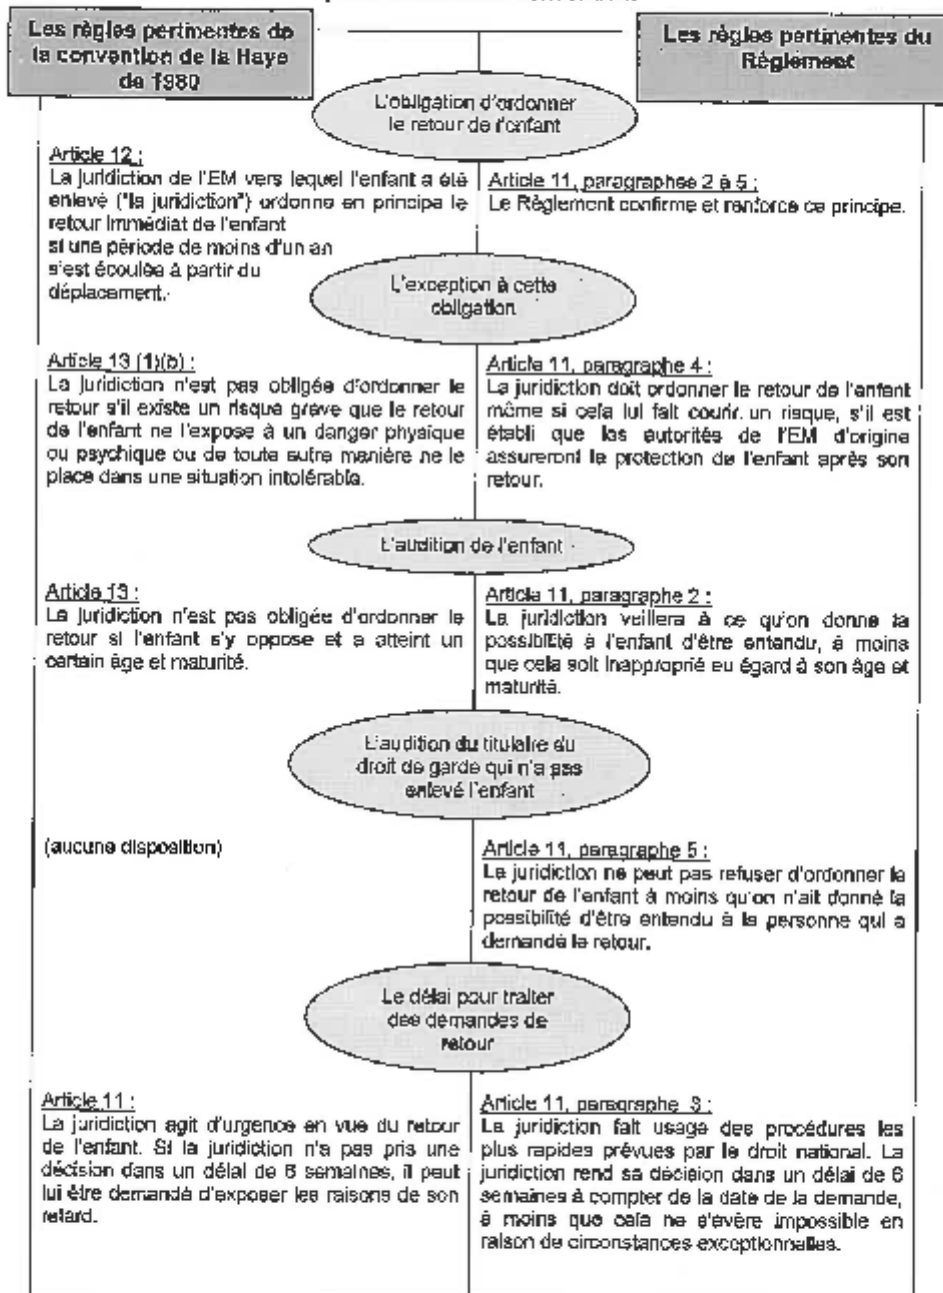 Les règles pertinentes de
la convention de la Haye
de 1980
Les règles pertinentes du
Règlement
L'obligation d'ordonner
le retour de l'enfant
Article 12 :
La juridiction de l'EM vers lequel l'enfant a été
enlevé ("la juridiction") ordonne en principe le
retour immédiat de l'enfant
si une période de moins d'un an
s'est écoulée à partir du
déplacement.
Article 11, paragraphes 2 à 5 :
Le Règlement confirme et renforce ce principe.
L'exception à cette
obligation
Article 13 (1)(b) :
La juridiction n'est pas obligée d'ordonner le
retour s'il existe un risque grave que le retour
de l'enfant ne l'expose à un danger physique
ou psychique ou de toute autre manière ne le
place dans une situation intolérable.
Article 11, paragraphe 4 :
La juridiction doit ordonner le retour de l'enfant
même si cela lui fait courir un risque, s'il est
établi que les autorités de l'EM d'origine
assureront la protection de l'enfant après son
retour.
L'audition de l'enfant
Article 13 :
La juridiction n'est pas obligée d'ordonner le
retour si l'enfant s'y oppose et a atteint un
certain âge et maturité.
Article 11, paragraphe 2 :
La juridiction veillera à ce qu'on donne la
possibilité à l'enfant d'être entendu, à moins
que cela soit inapproprié eu égard à son âge et
maturité.
L'audition du titulaire du
droit de garde qui n'a pas
enlevé l'enfant
(aucune disposition)
Article 11, paragraphe 5 :
La juridiction ne peut pas refuser d'ordonner le
retour de l'enfant à moins qu'on n'ait donné la
possibilité d'être entendu à la personne qui a
demandé le retour.
Le délai pour traiter
des demandes de
retour
Article 11 :
La juridiction agit d'urgence en vue du retour
de l'enfant. Si la juridiction n'a pas pris une
décision dans un délai de 6 semaines, il peut
lui être demandé d'exposer les raisons de son
retard.
Article 11, paragraphe 3 :
La juridiction fait usage des procédures les
plus rapides prévues par le droit national. La
juridiction rend sa décision dans un délai de 6
semaines à compter de la date de la demande,
à moins que cela ne s'avère impossible en
raison de circonstances exceptionnelles.